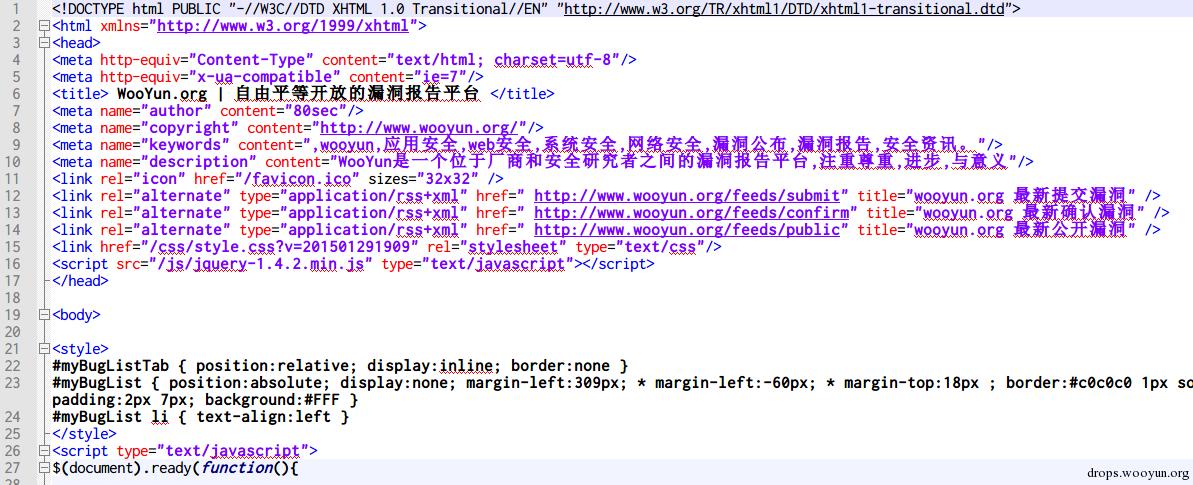 1 <!DOCTYPE html PUBLIC "-//W3C//DTD XHTML 1.0 Transitional//EN" "http://www.w3.org/TR/xhtml1/DTD/xhtml1-transitional.dtd">
2 <html xmlns="http://www.w3.org/1999/xhtml">
3 <head>
4 <meta http-equiv="Content-Type" content="text/html; charset=utf-8"/>
5 <meta http-equiv="x-ua-compatible" content="ie=7"/>
6 <title> WooYun.org | 自由平等开放的漏洞报告平台 </title>
7 <meta name="author" content="80sec"/>
8 <meta name="copyright" content="http://www.wooyun.org/"/>
9 <meta name="keywords" content=",wooyun,应用安全,web安全,系统安全,网络安全,漏洞公布,漏洞报告,安全资讯。"/>
10 <meta name="description" content="WooYun是一个位于厂商和安全研究者之间的漏洞报告平台,注重尊重,进步,与意义"/>
11 <link rel="icon" href="/favicon.ico" sizes="32x32" />
12 <link rel="alternate" type="application/rss+xml" href=" http://www.wooyun.org/feeds/submit" title="wooyun.org 最新提交漏洞" />
13 <link rel="alternate" type="application/rss+xml" href=" http://www.wooyun.org/feeds/confirm" title="wooyun.org 最新确认漏洞" />
14 <link rel="alternate" type="application/rss+xml" href=" http://www.wooyun.org/feeds/public" title="wooyun.org 最新公开漏洞" />
15 <link href="/css/style.css?v=201501291909" rel="stylesheet" type="text/css"/>
16 <script src="/js/jquery-1.4.2.min.js" type="text/javascript"></script>
17 </head>
18
19 <body>
20
21 <style>
22 #myBugListTab { position:relative; display:inline; border:none }
23 #myBugList { position:absolute; display:none; margin-left:309px; * margin-left:-60px; * margin-top:18px ; border:#c0c0c0 1px so
padding:2px 7px; background:#FFF }
24 #myBugList li { text-align:left }
25 </style>
26 <script type="text/javascript">
27 $(document).ready(function(){
28
drops.wooyun.org